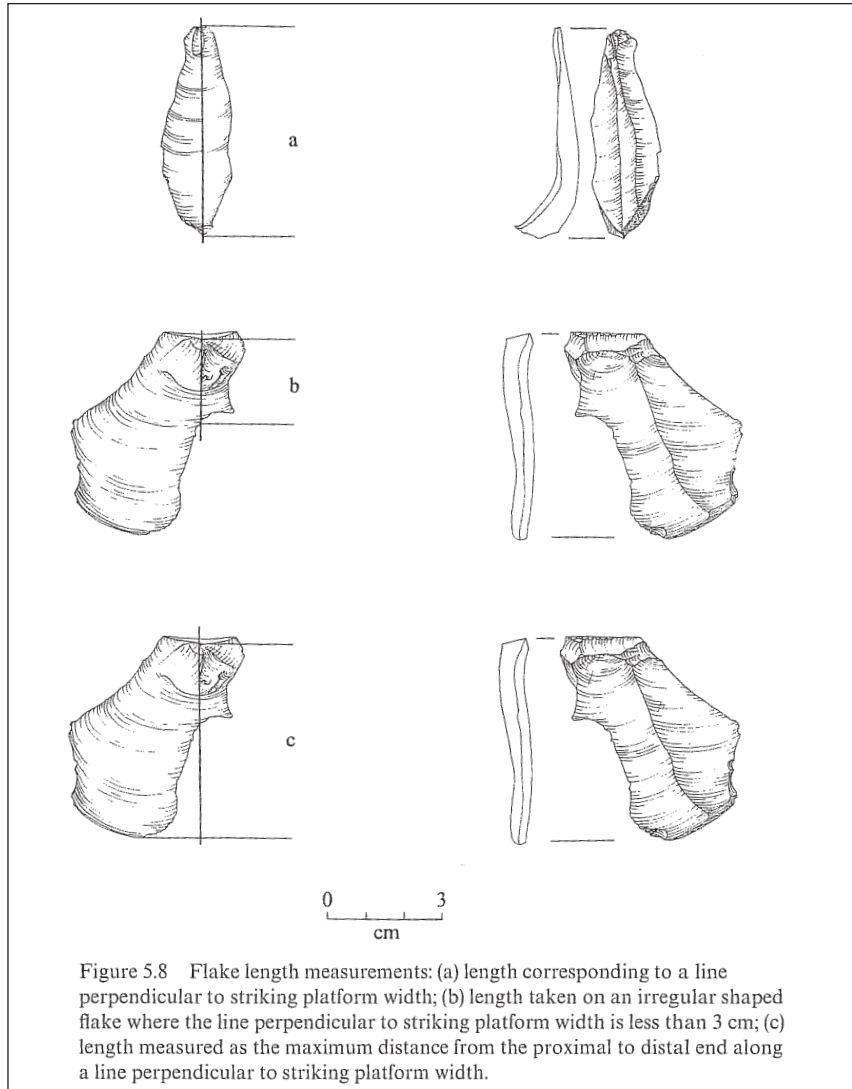 a
b
c
0 3
cm
Figure 5.8 Flake length measurements: (a) length corresponding to a line
perpendicular to striking platform width; (b) length taken on an irregular shaped
flake where the line perpendicular to striking platform width is less than 3 cm; (c)
length measured as the maximum distance from the proximal to distal end along
a line perpendicular to striking platform width.